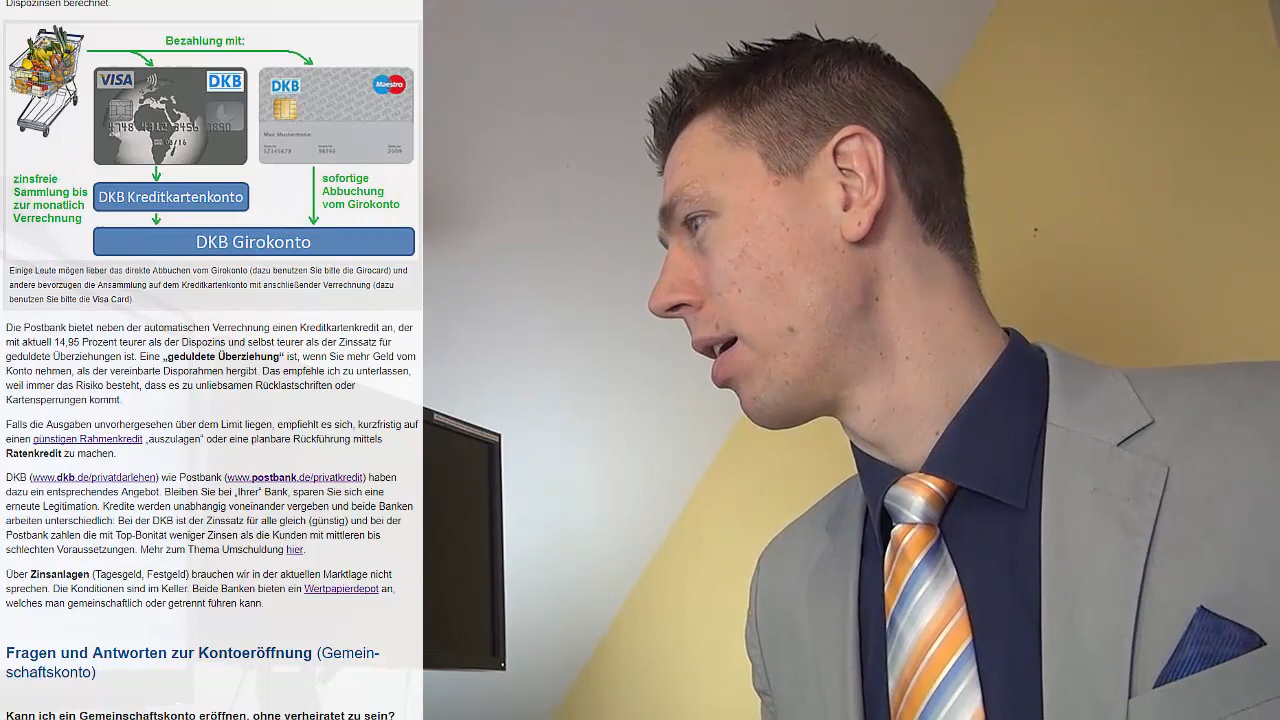 Dispozinsen berechnet.
Bezahlung mit:
VISA
DKB
DKB
Maestro
4748 4912 3456 0890
Max Mustermann
12345678
98765
2009
zinsfreie
Sammlung bis
zur monatlich
Verrechnung
sofortige
Abbuchung
vom Girokonto
DKB Kreditkartenkonto
DKB Girokonto
Einige Leute mögen lieber das direkte Abbuchen vom Girokonto (dazu benutzen Sie bitte die Girocard) und
andere bevorzugen die Ansammlung auf dem Kreditkartenkonto mit anschließender Verrechnung (dazu
benutzen Sie bitte die Visa Card).
Die Postbank bietet neben der automatischen Verrechnung einen Kreditkartenkredit an, der
mit aktuell 14,95 Prozent teurer als der Dispozins und selbst teurer als der Zinssatz für
geduldete Überziehungen ist. Eine „geduldete Überziehung“ ist, wenn Sie mehr Geld vom
Konto nehmen, als der vereinbarte Disporahmen hergibt. Das empfehle ich zu unterlassen,
weil immer das Risiko besteht, dass es zu unliebsamen Rücklastschriften oder
Kartensperrungen kommt.
Falls die Ausgaben unvorhergesehen über dem Limit liegen, empfiehlt es sich, kurzfristig auf
einen günstigen Rahmenkredit „auszulagen“ oder eine planbare Rückführung mittels
Ratenkredit zu machen.
DKB (www.dkb.de/privatdarlehen) wie Postbank (www.postbank.de/privatkredit) haben
dazu ein entsprechendes Angebot. Bleiben Sie bei „Ihrer“ Bank, sparen Sie sich eine
erneute Legitimation. Kredite werden unabhängig voneinander vergeben und beide Banken
arbeiten unterschiedlich: Bei der DKB ist der Zinssatz für alle gleich (günstig) und bei der
Postbank zahlen die mit Top-Bonität weniger Zinsen als die Kunden mit mittleren bis
schlechten Voraussetzungen. Mehr zum Thema Umschuldung hier.
Über Zinsanlagen (Tagesgeld, Festgeld) brauchen wir in der aktuellen Marktlage nicht
sprechen. Die Konditionen sind im Keller. Beide Banken bieten ein Wertpapierdepot an,
welches man gemeinschaftlich oder getrennt führen kann.
Fragen und Antworten zur Kontoeröffnung (Gemein-
schaftskonto)
Kann ich ein Gemeinschaftskonto eröffnen, ohne verheiratet zu sein?